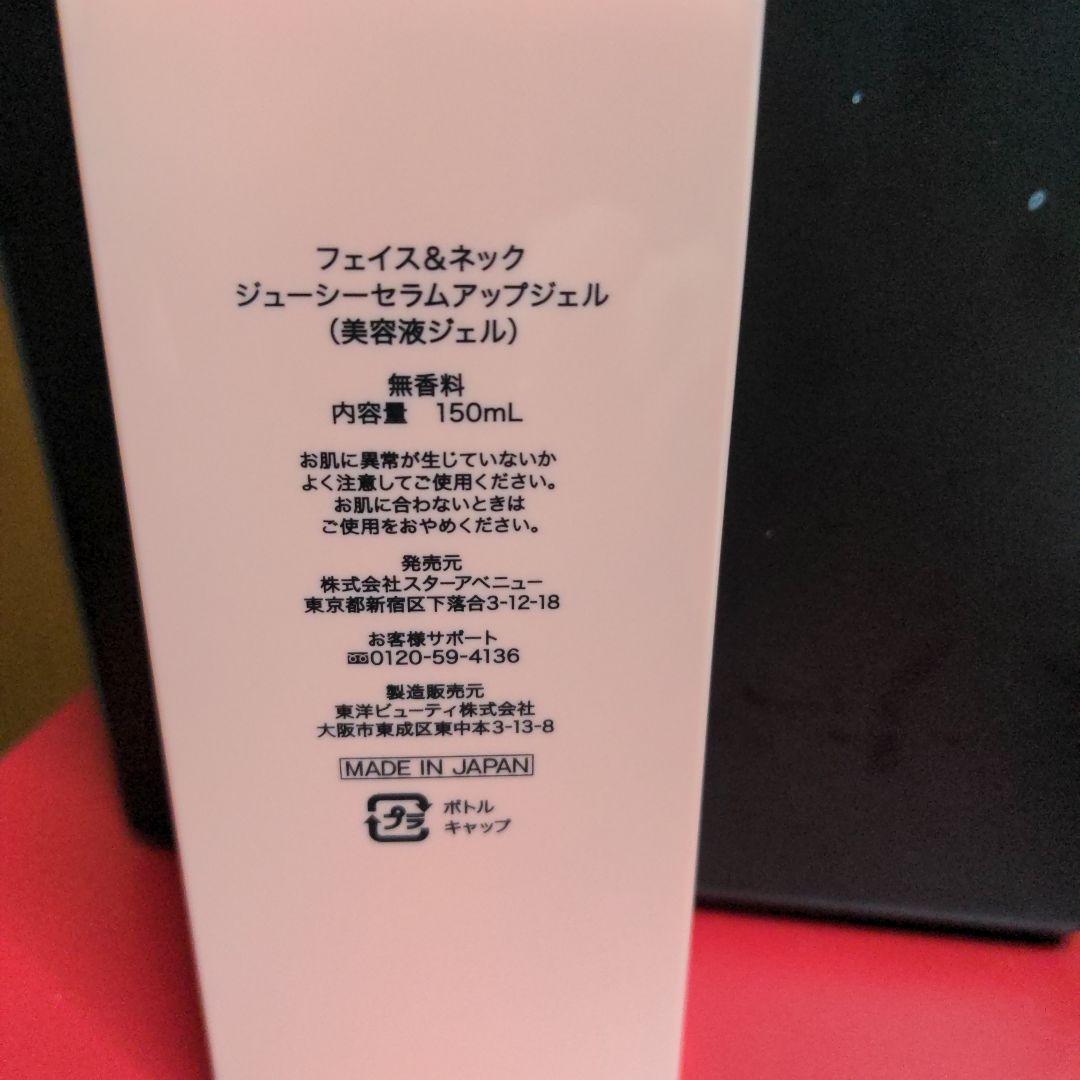 フェイス&ネック
ジューシーセラムアップジェル
(美容液ジェル)
無香料
内容量 150mL
お肌に異常が生じていないか
よく注意してご使用ください。
お肌に合わないときは
ご使用をおやめください。
発売元
株式会社スターアベニュー
東京都新宿区下落合3-12-18
お客様サポート
0120-59-4136
製造販売元
東洋ビューティ株式会社
大阪市東成区東中本3-13-8
MADE IN JAPAN
プラ ボトル
キャップ